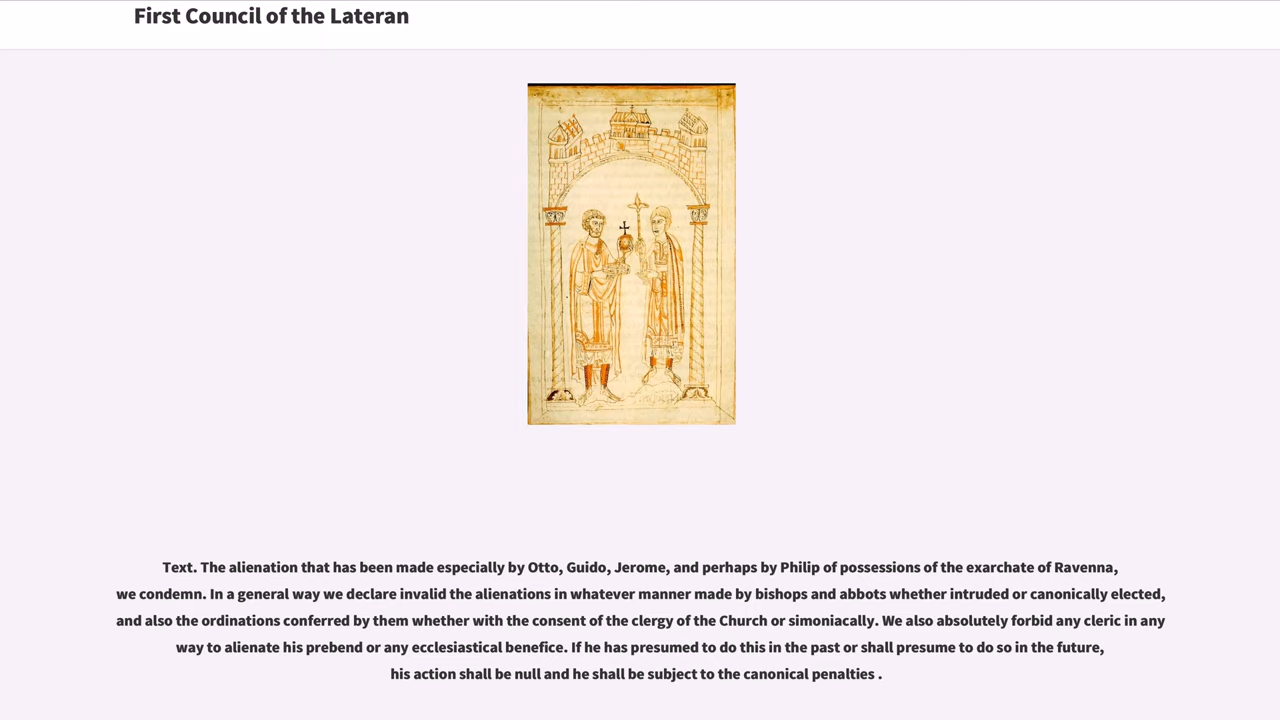 First Council of the Lateran
Text. The alienation that has been made especially by Otto, Guido, Jerome, and perhaps by Philip of possessions of the exarchate of Ravenna,
we condemn. In a general way we declare invalid the alienations in whatever manner made by bishops and abbots whether intruded or canonically elected,
and also the ordinations conferred by them whether with the consent of the clergy of the Church or simoniacally. We also absolutely forbid any cleric in any
way to alienate his prebend or any ecclesiastical benefice. If he has presumed to do this in the past or shall presume to do so in the future,
his action shall be null and he shall be subject to the canonical penalties .